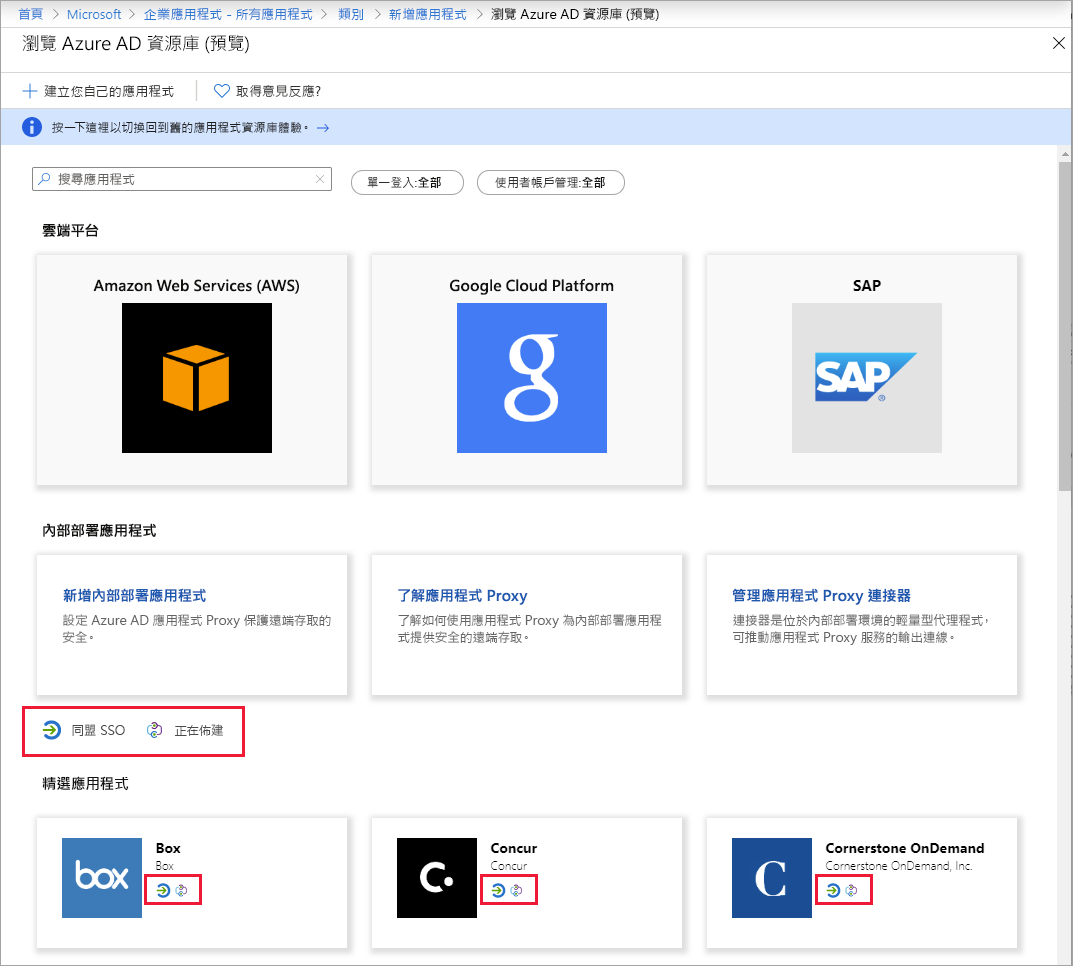 首頁 > Microsoft > 企業應用程式 - 所有應用程式 > 類別 > 新增應用程式 > 瀏覽 Azure AD 資源庫 (預覽)
瀏覽 Azure AD 資源庫 (預覽)
建立您自己的應用程式 取得意見反應?
按一下這裡以切換回到舊的應用程式資源庫體驗。 →
搜尋應用程式 單一登入:全部 使用者帳戶管理:全部
雲端平台
Amazon Web Services (AWS) Google Cloud Platform SAP
g SAP®
內部部署應用程式
新增內部部署應用程式
設定 Azure AD 應用程式 Proxy 保護遠端存取的
安全。
了解應用程式 Proxy
了解如何使用應用程式 Proxy 為內部部署應用程
式提供安全的遠端存取。
管理應用程式 Proxy 連接器
連接器是位於內部部署環境的輕量型代理程式,
可推動應用程式 Proxy 服務的輸出連線。
同盟 SSO 正在佈建
精選應用程式
box
Box
Box
C.
Concur
Concur
C
Cornerstone OnDemand
Cornerstone OnDemand, Inc.